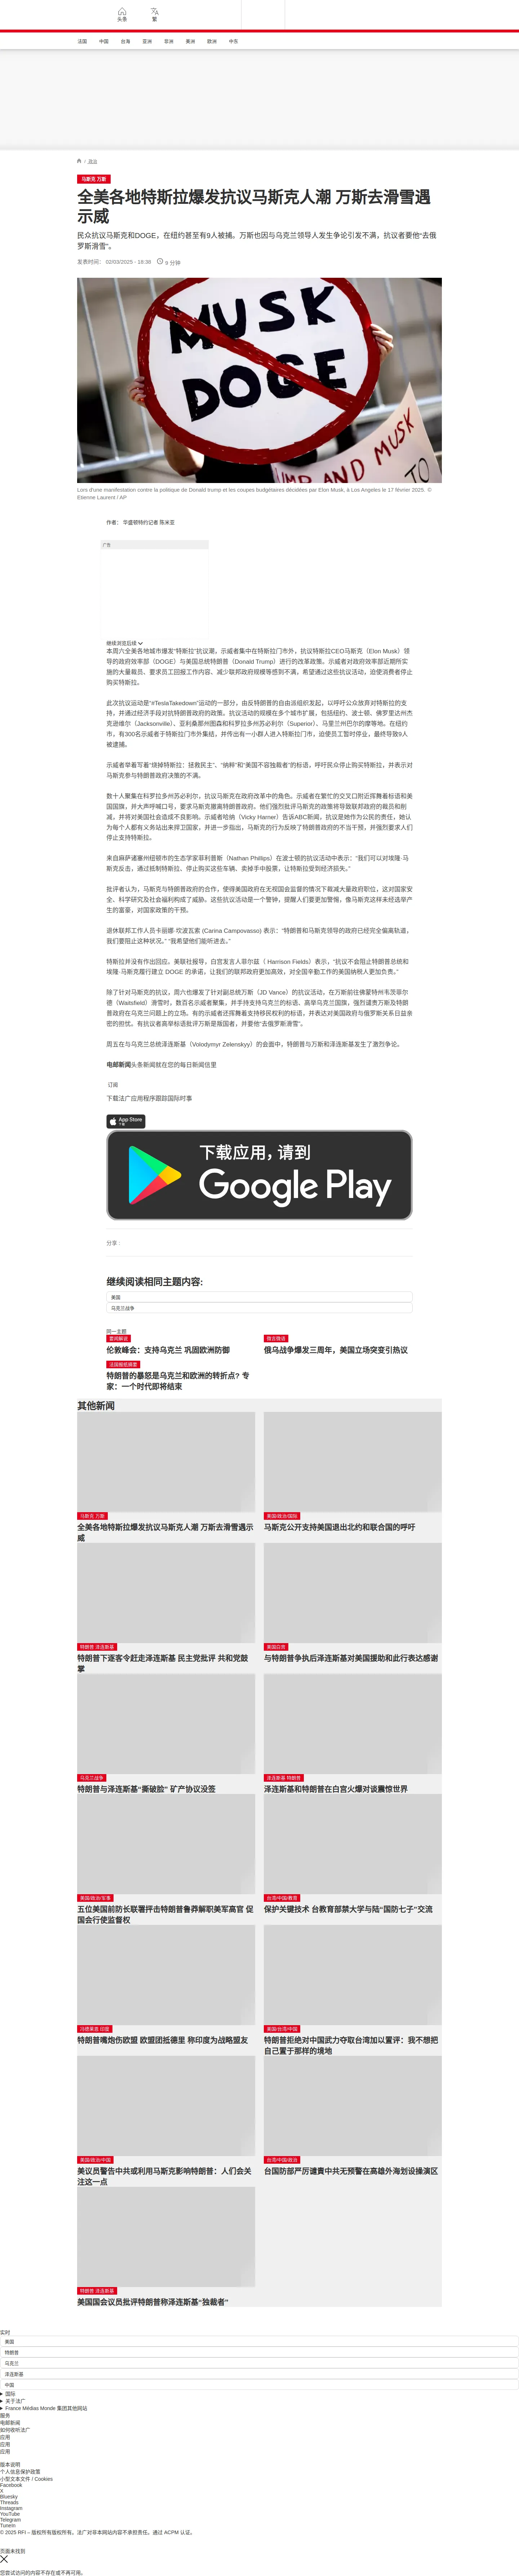 头条
繁
法国
中国
台海
亚洲
非洲
美洲
欧洲
中东
/ 政治
马斯克 万斯
全美各地特斯拉爆发抗议马斯克人潮 万斯去滑雪遇
示威
民众抗议马斯克和DOGE，在纽约甚至有9人被捕。万斯也因与乌克兰领导人发生争论引发不满，抗议者要他“去俄
罗斯滑雪”。
发表时间： 02/03/2025 - 18:38
5 分钟
MUSK
DOGE
TRUMP AND
MUST TO
Lors d'une manifestation contre la politique de Donald trump et les coupes budgétaires décidées par Elon Musk, à Los Angeles le 17 février 2025. ©
Etienne Laurent / AP
作者： 华盛顿特约记者 陈米亚
广告
继续浏览后续
本周六全美各地城市爆发“特斯拉”抗议潮。示威者集中在特斯拉门市外，抗议特斯拉CEO马斯克（Elon Musk）领
导的政府效率部（DOGE）与美国总统特朗普（Donald Trump）进行的改革政策。示威者对政府效率部近期所实
施的大量裁员、要求员工回报工作内容、减少联邦政府规模等感到不满，希望通过这些抗议活动，迫使消费者停止
购买特斯拉。
此次抗议运动是“#TeslaTakedown”运动的一部分，由反特朗普的自由派组织发起，以呼吁公众放弃对特斯拉的支
持，并通过经济手段对抗特朗普政府的政策。抗议活动的规模在多个城市扩展，包括纽约、波士顿、佛罗里达州杰
克逊维尔（Jacksonville）、亚利桑那州图森和科罗拉多州苏必利尔（Superior）、马里兰州巴尔的摩等地。在纽约
市，有300名示威者于特斯拉门市外集结，并传出有一小群人进入特斯拉门市，迫使员工暂时停止，最终导致9人
被逮捕。
示威者举着写着“烧掉特斯拉：拯救民主”、“纳粹”和“美国不容独裁者”的标语，呼吁民众停止购买特斯拉，并表示对
马斯克参与特朗普政府决策的不满。
数十人聚集在科罗拉多州苏必利尔，抗议马斯克在政府改革中的角色。示威者在繁忙的交叉口附近挥舞着标语和美
国国旗，并大声呼喊口号，要求马斯克撤离特朗普政府。他们强烈批评马斯克的政策将导致联邦政府的裁员和削
减，并将对美国社会造成不良影响。示威者哈纳（Vicky Harner）告诉ABC新闻，抗议是她作为公民的责任，她认
为每个人都有义务站出来捍卫国家，并进一步指出，马斯克的行为反映了特朗普政府的不当干预，并强烈要求人们
停止支持特斯拉。
来自麻萨诸塞州纽顿市的生态学家菲利普斯（Nathan Phillips）在波士顿的抗议活动中表示：“我们可以对埃隆·马
斯克反击，通过抵制特斯拉、停止购买这些车辆、卖掉手中股票，让特斯拉受到经济损失。”
批评者认为，马斯克与特朗普政府的合作，使得美国政府在无视国会监督的情况下裁减大量政府职位，这对国家安
全、科学研究及社会福利构成了威胁。这些抗议活动是一个警钟，提醒人们要更加警惕，像马斯克这样未经选举产
生的富豪，对国家政策的干预。
退休联邦工作人员卡丽娜·坎波瓦索 (Carina Campovasso) 表示：“特朗普和马斯克领导的政府已经完全偏离轨道，
我们要阻止这种状况。” “我希望他们能听进去。”
特斯拉并没有作出回应。美联社报导，白宫发言人菲尔兹（ Harrison Fields）表示，“抗议不会阻止特朗普总统和
埃隆·马斯克履行建立 DOGE 的承诺，让我们的联邦政府更加高效，对全国辛勤工作的美国纳税人更加负责。”
除了针对马斯克的抗议，周六也爆发了针对副总统万斯（JD Vance）的抗议活动，在万斯前往佛蒙特州韦茨菲尔
德（Waitsfield）滑雪时，数百名示威者聚集，并手持支持乌克兰的标语、高举乌克兰国旗，强烈谴责万斯及特朗
普政府在乌克兰问题上的立场。有的示威者还挥舞着支持移民权利的标语，并表达对美国政府与俄罗斯关系日益亲
密的担忧。有抗议者高举标语批评万斯是叛国者，并要他“去俄罗斯滑雪”。
周五在与乌克兰总统泽连斯基（Volodymyr Zelenskyy）的会面中，特朗普与万斯和泽连斯基发生了激烈争论。
电邮新闻头条新闻就在您的每日新闻信里
订阅
下载法广应用程序跟踪国际时事
App Store
下载
下载应用，请到
Google Play
分享 :
继续阅读相同主题内容:
美国
乌克兰战争
同一主题
要闻解说
伦敦峰会：支持乌克兰 巩固欧洲防御
微言微语
俄乌战争爆发三周年，美国立场突变引热议
法国报纸摘要
特朗普的暴怒是乌克兰和欧洲的转折点? 专
家：一个时代即将结束
其他新闻
马斯克 万斯
全美各地特斯拉爆发抗议马斯克人潮 万斯去滑雪遇示
威
美国/政治/国际
马斯克公开支持美国退出北约和联合国的呼吁
特朗普 泽连斯基
特朗普下逐客令赶走泽连斯基 民主党批评 共和党鼓
掌
美国日报
与特朗普争执后泽连斯基对美国援助和此行表达感谢
乌克兰战争
特朗普与泽连斯基“撕破脸” 矿产协议没签
泽连斯基 特朗普
泽连斯基和特朗普在白宫火爆对谈震惊世界
美国/政治/军事
五位美国前防长联署抨击特朗普鲁莽解职美军高官 促
国会行使监督权
台湾/中国/教育
保护关键技术 台教育部禁大学与陆“国防七子”交流
冯德莱恩 印度
特朗普嘴炮伤欧盟 欧盟团抵德里 称印度为战略盟友
美国/台湾/中国
特朗普拒绝对中国武力夺取台湾加以置评：我不想把
自己置于那样的境地
美国/政治/中国
美议员警告中共或利用马斯克影响特朗普：人们会关
注这一点
台湾/中国/政治
台国防部严厉谴責中共无预警在高雄外海划设操演区
特朗普 泽连斯基
美国国会议员批评特朗普称泽连斯基“独裁者”
实时
美国
特朗普
乌克兰
泽连斯基
中国
国际
关于法广
France Médias Monde 集团其他网站
服务
电邮新闻
如何收听法广
应用
应用
应用
版本说明
个人信息保护政策
小型文本文件 / Cookies
Facebook
X
Bluesky
Threads
Instagram
YouTube
Telegram
TuneIn
© 2025 RFI – 版权所有版权所有。法广对非本网站内容不承担责任。通过 ACPM 认证。
页面未找到
您尝试访问的内容不存在或不再可用。